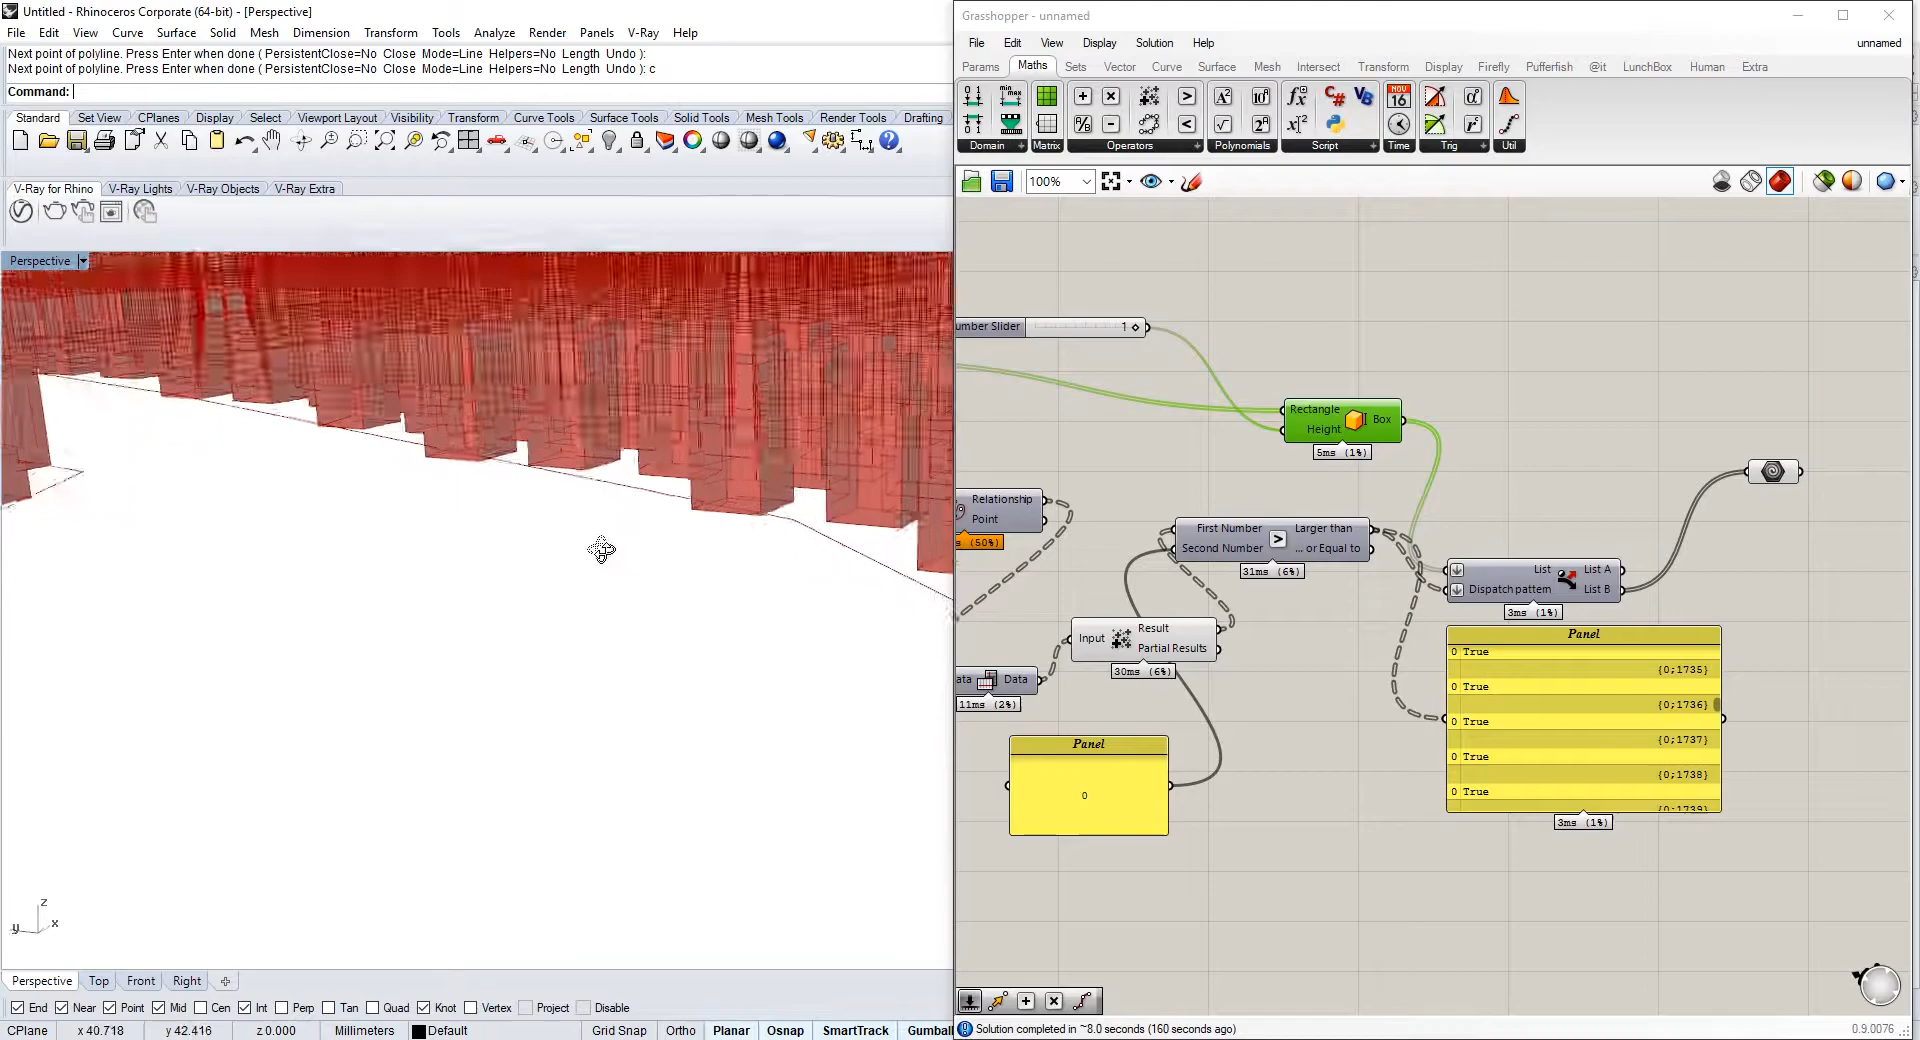 Untitled - Rhinoceros Corporate (64-bit) - [Perspective]
File Edit View Curve Surface Solid Mesh Dimension Transform Tools Analyze Render Panels V-Ray Help
Next point of polyline. Press Enter when done ( PersistentClose=No Close Mode=Line Helpers=No Length Undo ):
Next point of polyline. Press Enter when done ( PersistentClose=No Close Mode=Line Helpers=No Length Undo ): c
Command:
Standard Set View CPlanes Display Select Viewport Layout Visibility Transform Curve Tools Surface Tools Solid Tools Mesh Tools Render Tools Drafting
V-Ray for Rhino V-Ray Lights V-Ray Objects V-Ray Extra
Perspective
z
y x
Perspective Top Front Right
End Near Point Mid Cen Int Perp Tan Quad Knot Vertex Project Disable
CPlane x 40.718 y 42.416 z 0.000 Millimeters Default Grid Snap Ortho Planar Osnap SmartTrack Gumball
Grasshopper - unnamed
File Edit View Display Solution Help unnamed
Params Maths Sets Vector Curve Surface Mesh Intersect Transform Display Firefly Pufferfish @it LunchBox Human Extra
Domain Matrix Operators Polynomials Script Time Trig Util
100%
umber Slider 1
Rectangle Box
Height
5ms (1%)
Relationship
Point
s (50%)
First Number Larger than
Second Number ... or Equal to
31ms (6%)
List List A
Dispatch pattern List B
3ms (1%)
Input Result
Partial Results
30ms (6%)
ata Data
11ms (2%)
Panel
0
Panel
0 True
{0;1735}
0 True
{0;1736}
0 True
{0;1737}
0 True
{0;1738}
0 True
{0;1739}
3ms (1%)
Solution completed in ~8.0 seconds (160 seconds ago) 0.9.0076